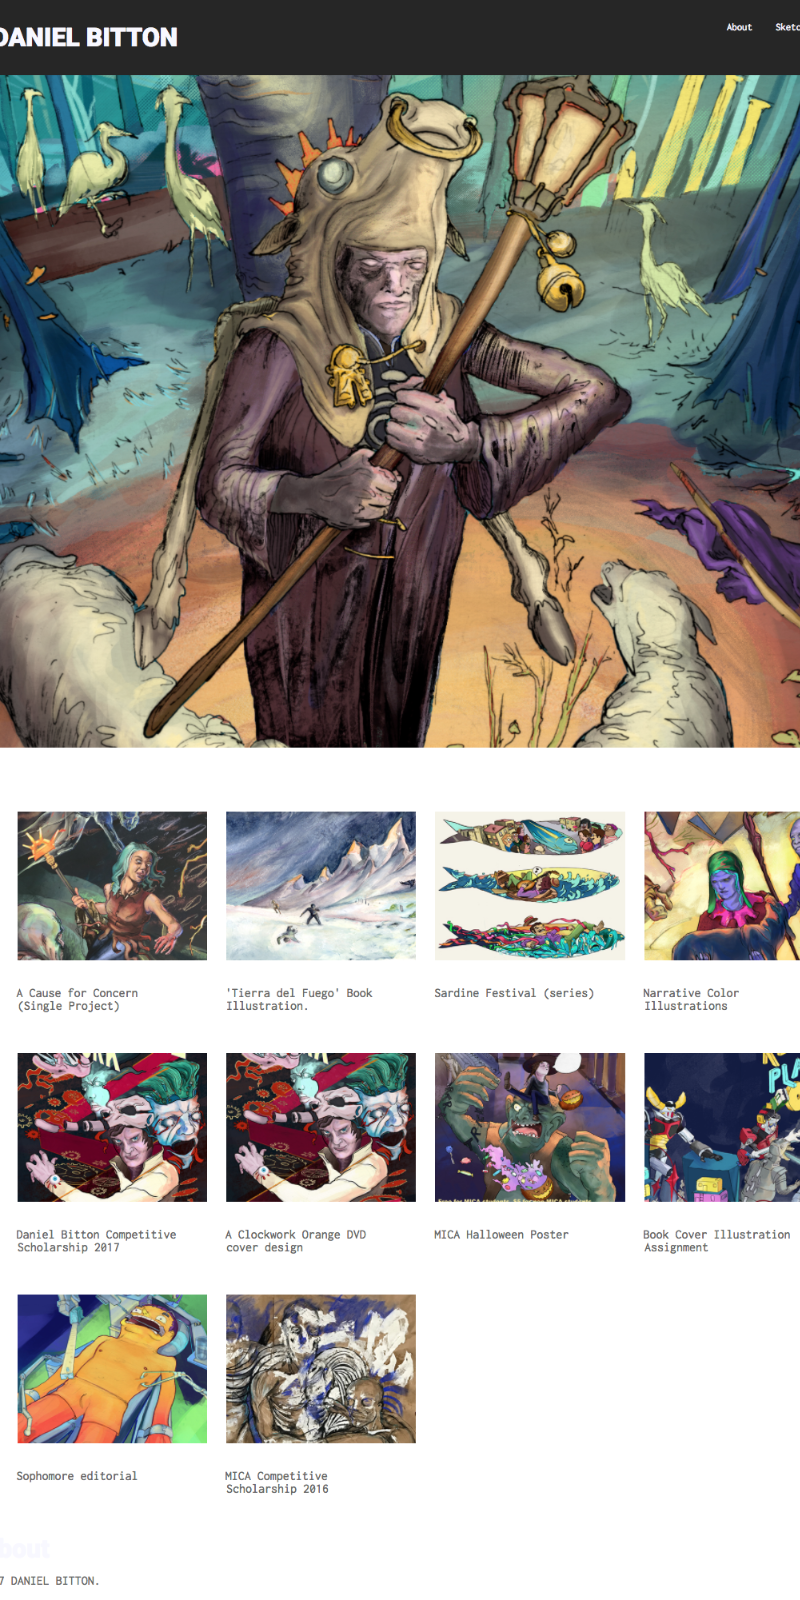 DANIEL BITTON
About
A Cause for Concern
(Single Project)
'Tierra del Fuego' Book
Illustration.
Sardine Festival (series)
Narrative Color
Illustrations
Daniel Bitton Competitive
Scholarship 2017
A Clockwork Orange DVD
cover design
MICA Halloween Poster
Book Cover Illustration
Assignment
Sophomore editorial
MICA Competitive
Scholarship 2016
bout
7 DANIEL BITTON.